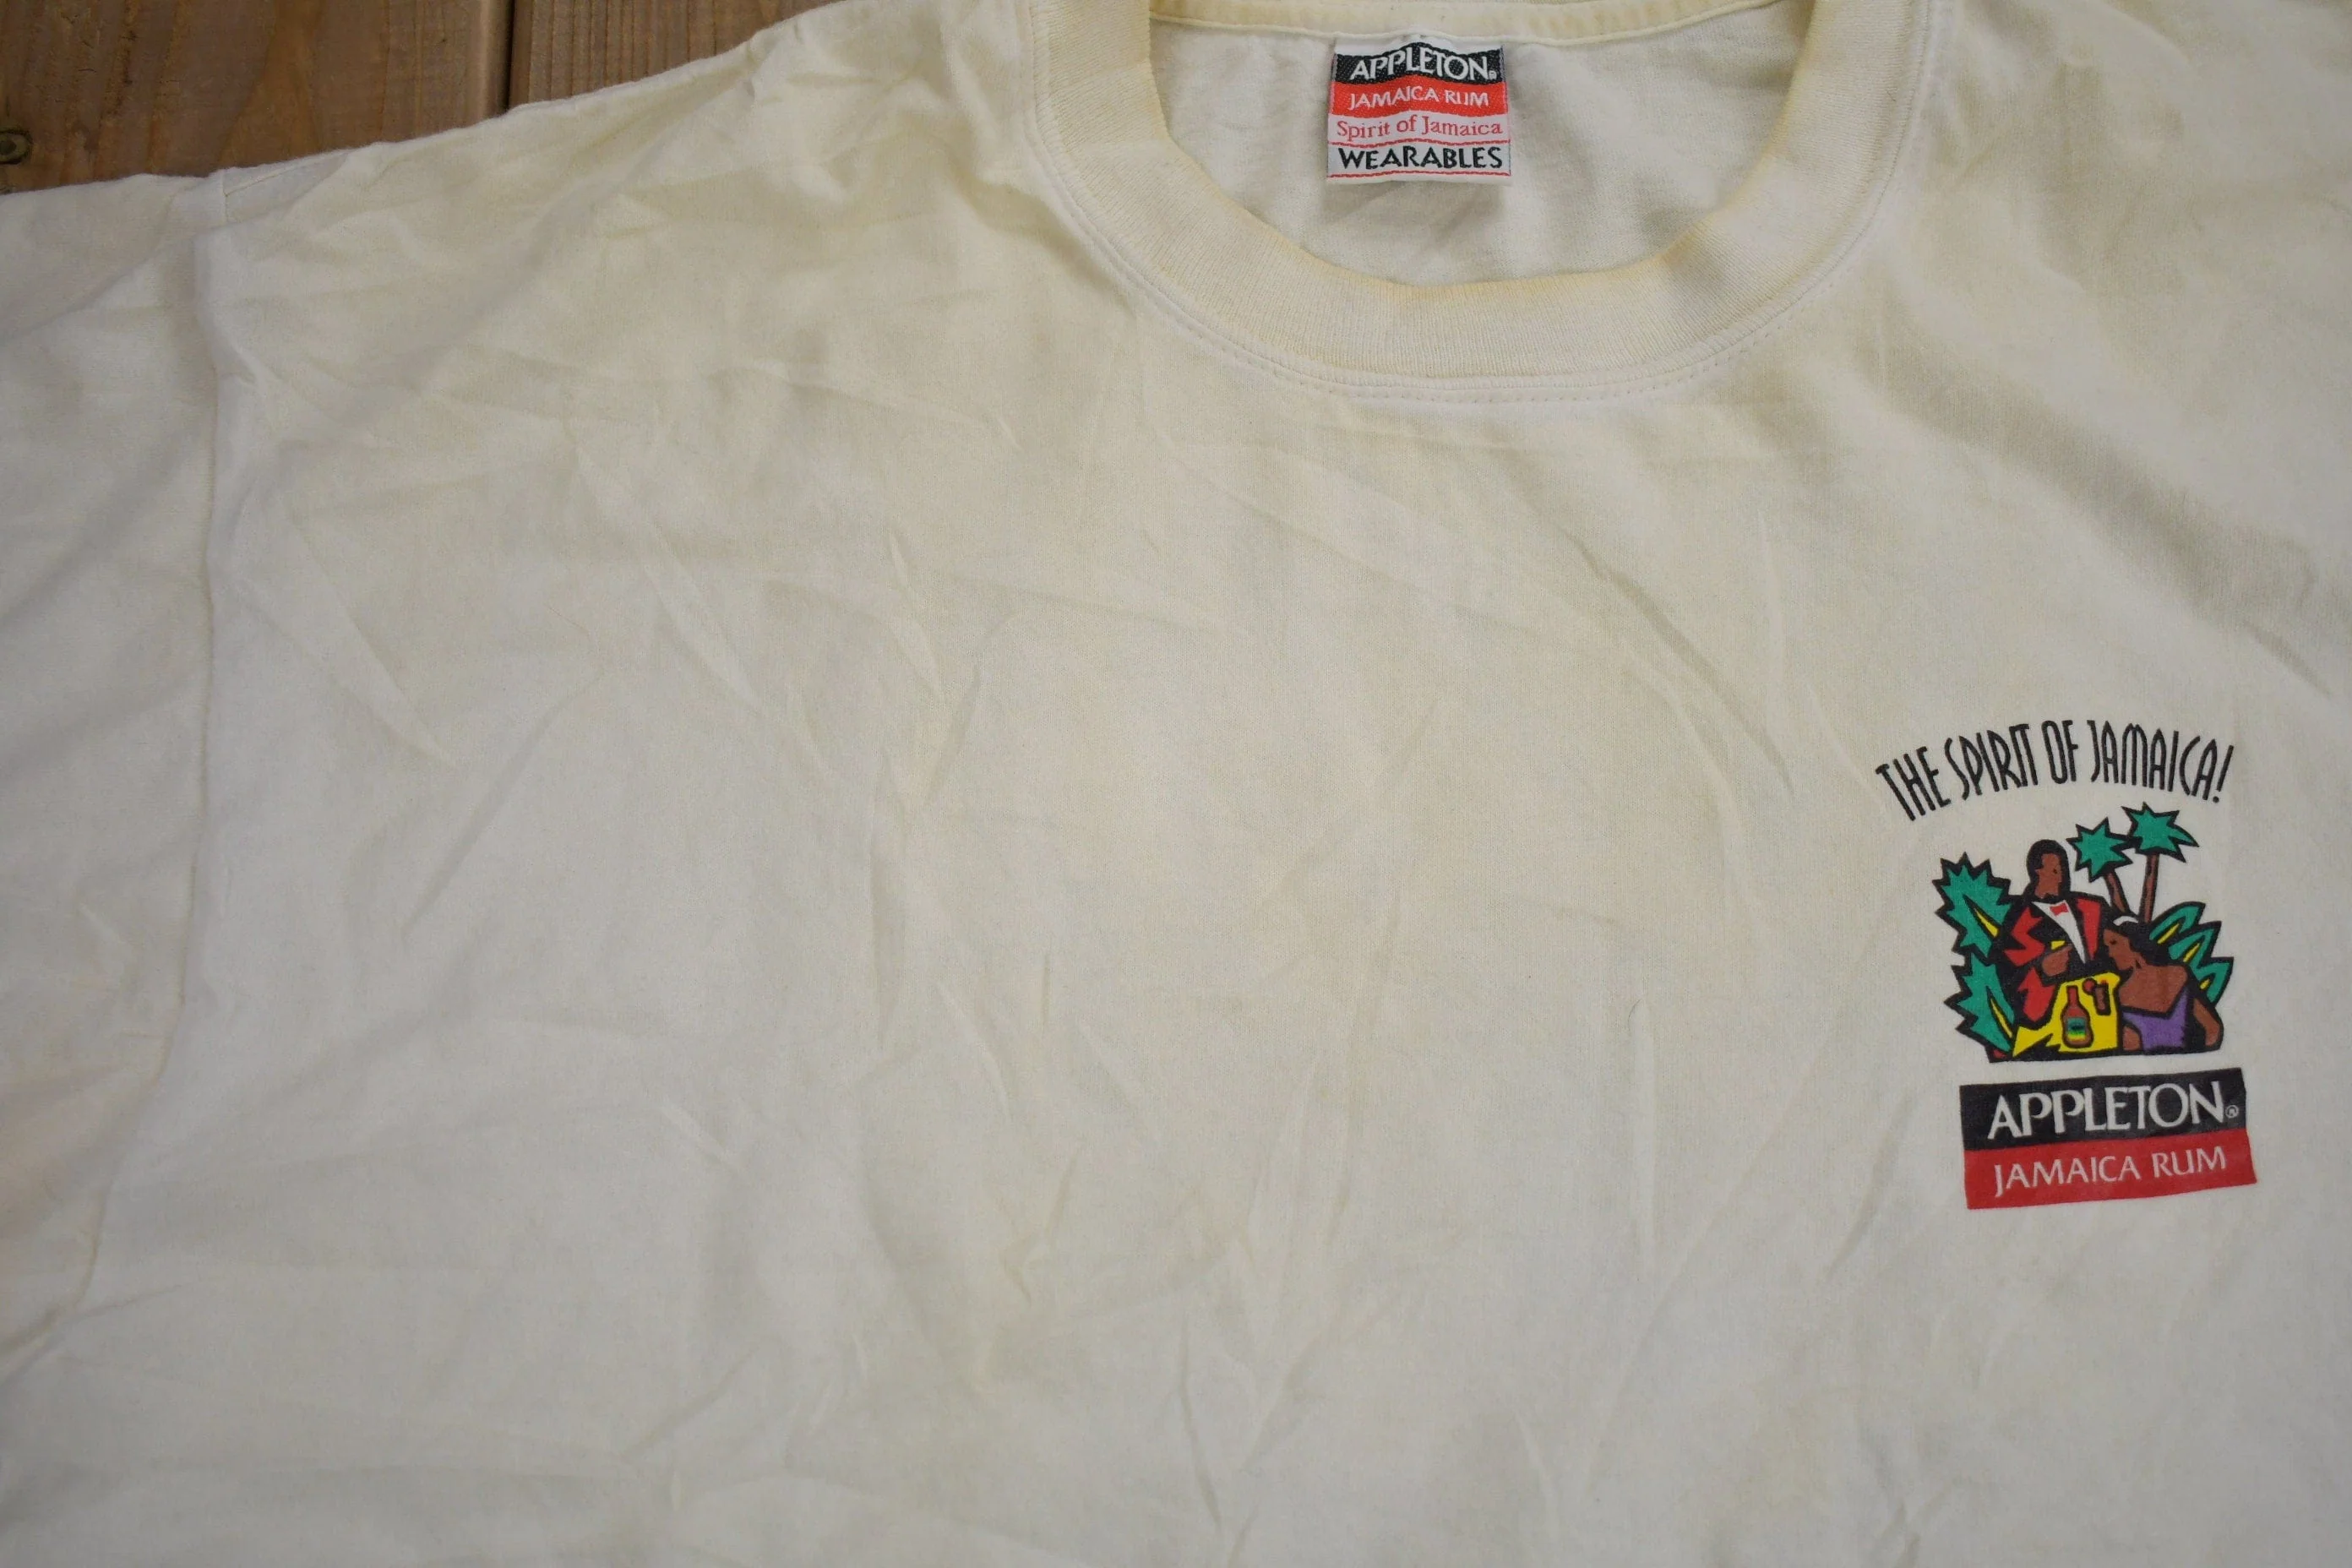 APPLETON®
JAMAICA RUM
Spirit of Jamaica
WEARABLES
THE SPIRIT OF JAMAICA!
APPLETON®
JAMAICA RUM